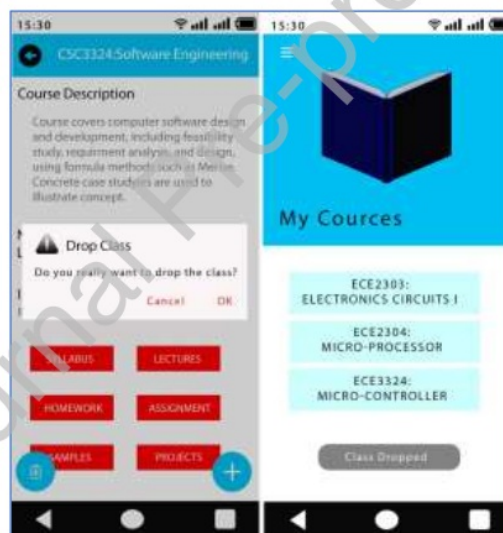 15:30
CSC3324:Software Engineering
Course Description
Course covers computer software design
and development, including feasibility
study, requirment analysis, and design,
using formula methods such as
Concrete case studyies are used to
illustrate concept.
Drop Class
Do you really want to drop the class?
Cancel OK
SYLLABUS LECTURES
HOMEWORK ASSIGNMENT
SAMPLES PROJECTS
15:30
My Cources
ECE2303:
ELECTRONICS CIRCUITS I
ECE2304:
MICRO-PROCESSOR
ECE3324:
MICRO-CONTROLLER
Class Dropped